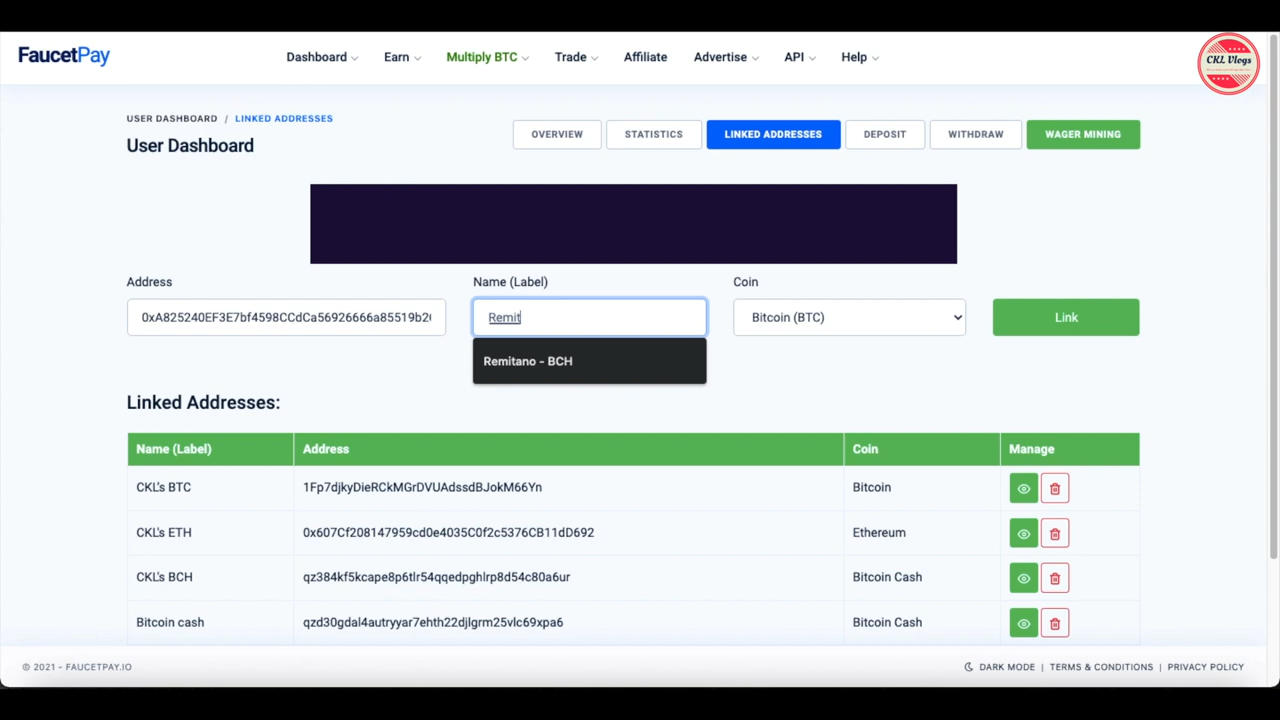 FaucetPay
Dashboard Earn Multiply BTC Trade Affiliate Advertise API Help
CKL Vlogs
USER DASHBOARD / LINKED ADDRESSES
User Dashboard
OVERVIEW STATISTICS LINKED ADDRESSES DEPOSIT WITHDRAW WAGER MINING
Address Name (Label) Coin
Remit Bitcoin (BTC) Link
Remitano - BCH
Linked Addresses:
Name (Label) Address Coin Manage
CKL's BTC 1Fp7djkyDieRCkMGrDVUAdssdBJokM66Yn Bitcoin
CKL's ETH 0x607Cf208147959cd0e4035C0f2c5376CB11dD692 Ethereum
CKL's BCH qz384kf5kcape8p6tlr54qqedpghlrp8d54c80a6ur Bitcoin Cash
Bitcoin cash qzd30gdal4autryyar7ehth22djlgrm25vlc69xpa6 Bitcoin Cash
© 2021 - FAUCETPAY.IO DARK MODE | TERMS & CONDITIONS | PRIVACY POLICY